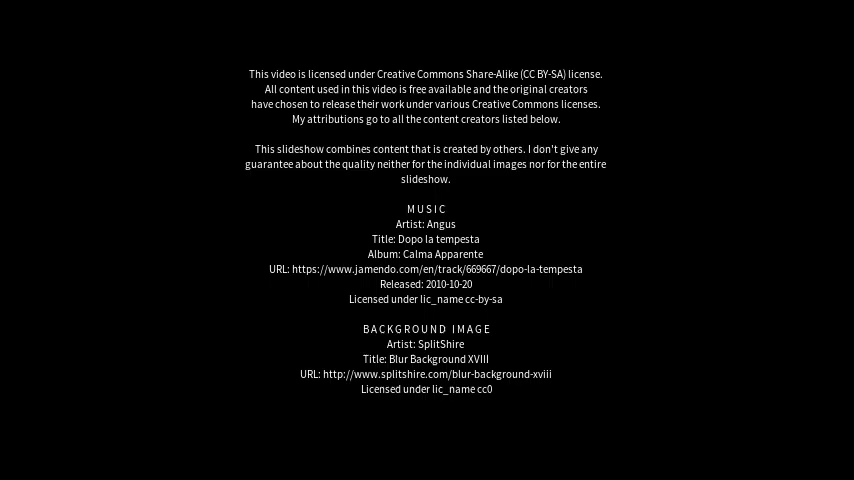 This video is licensed under Creative Commons Share-Alike (CC BY-SA) license.
All content used in this video is free available and the original creators
have chosen to release their work under various Creative Commons licenses.
My attributions go to all the content creators listed below.
This slideshow combines content that is created by others. I don't give any
guarantee about the quality neither for the individual images nor for the entire
slideshow.
MUSIC
Artist: Angus
Title: Dopo la tempesta
Album: Calma Apparente
URL: https://www.jamendo.com/en/track/669667/dopo-la-tempesta
Released: 2010-10-20
Licensed under lic_name cc-by-sa
BACKGROUND IMAGE
Artist: SplitShire
Title: Blur Background XVIII
URL: http://www.splitshire.com/blur-background-xviii
Licensed under lic_name cc0